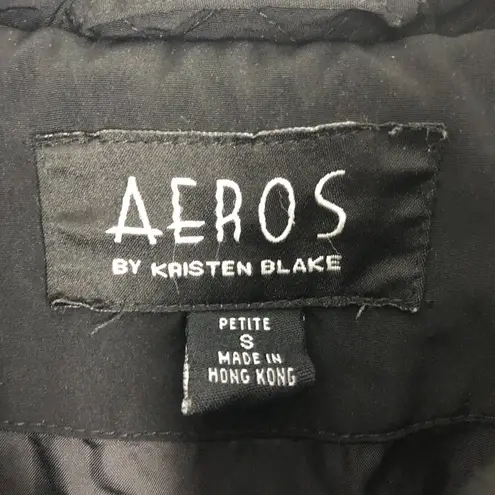 AEROS
BY KRISTEN BLAKE
PETITE
S
MADE IN
HONG KONG